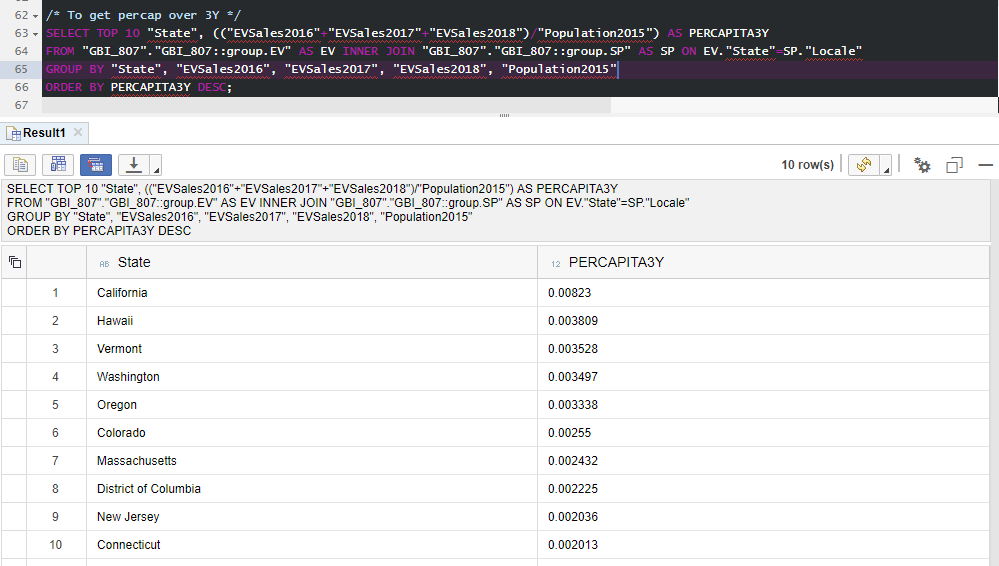 62 /* To get percap over 3Y */
63 SELECT TOP 10 "State", (("EVSales2016"+"EVSales2017"+"EVSales2018")/"Population2015") AS PERCAPITA3Y
64 FROM "GBI_807"."GBI_807::group.EV" AS EV INNER JOIN "GBI_807"."GBI_807::group.SP" AS SP ON EV."State"=SP."Locale"
65 GROUP BY "State", "EVSales2016", "EVSales2017", "EVSales2018", "Population2015"
66 ORDER BY PERCAPITA3Y DESC;
67
Result1
10 row(s)
SELECT TOP 10 "State", (("EVSales2016"+"EVSales2017"+"EVSales2018")/"Population2015") AS PERCAPITA3Y
FROM "GBI_807"."GBI_807::group.EV" AS EV INNER JOIN "GBI_807"."GBI_807::group.SP" AS SP ON EV."State"=SP."Locale"
GROUP BY "State", "EVSales2016", "EVSales2017", "EVSales2018", "Population2015"
ORDER BY PERCAPITA3Y DESC
AB State 12 PERCAPITA3Y
1 California 0.00823
2 Hawaii 0.003809
3 Vermont 0.003528
4 Washington 0.003497
5 Oregon 0.003338
6 Colorado 0.00255
7 Massachusetts 0.002432
8 District of Columbia 0.002225
9 New Jersey 0.002036
10 Connecticut 0.002013